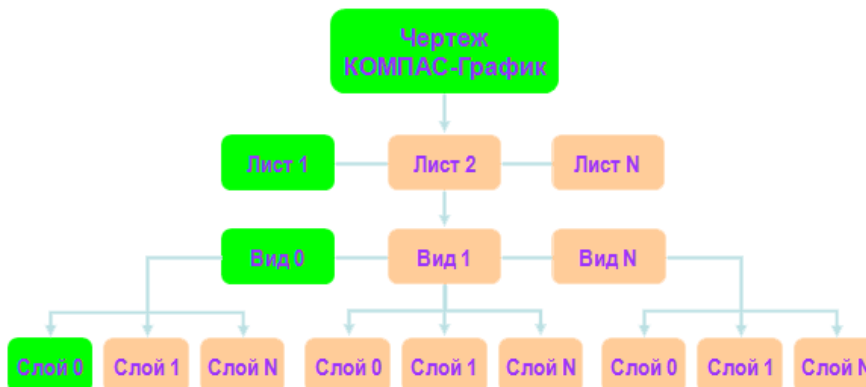 Чертеж
КОМПАС-График
Лист 1 Лист 2 Лист N
Вид 0 Вид 1 Вид N
Слой 0 Слой 1 Слой N Слой 0 Слой 1 Слой N Слой 0 Слой 1 Слой N